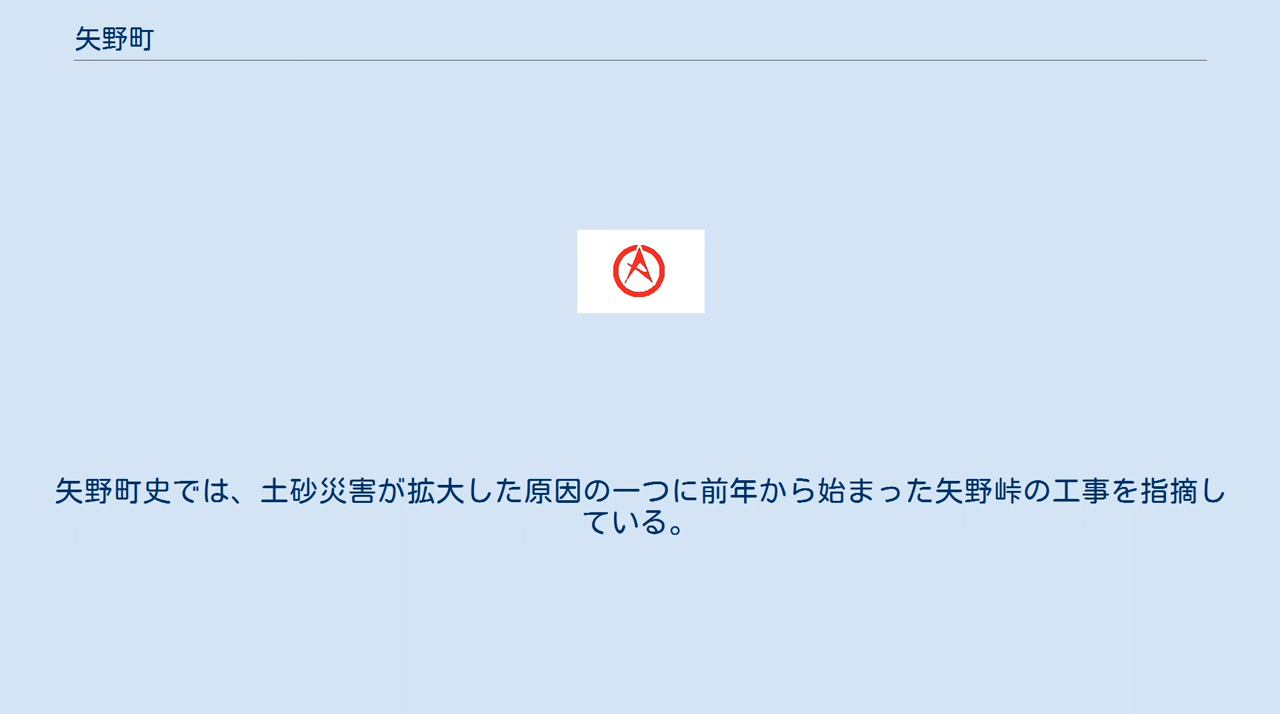 矢野町
矢野町史では、土砂災害が拡大した原因の一つに前年から始まった矢野峠の工事を指摘し
ている。